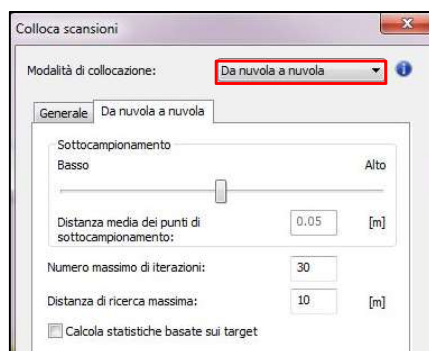 Colloca scansioni
Modalità di collocazione: Da nuvola a nuvola
Generale Da nuvola a nuvola
Sottocampionamento
Basso Alto
Distanza media dei punti di 0.05 [m]
sottocampionamento:
Numero massimo di iterazioni: 30
Distanza di ricerca massima: 10 [m]
Calcola statistiche basate sui target